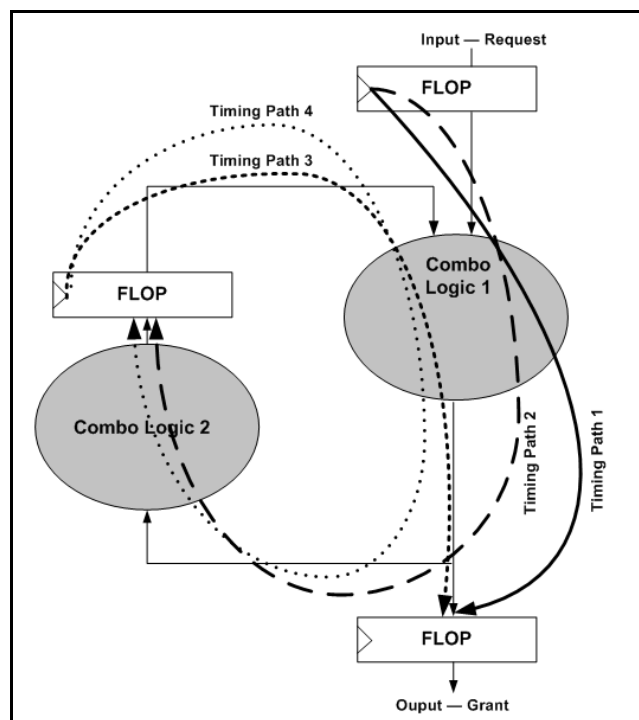 Input — Request
FLOP
Timing Path 4
Timing Path 3
Combo
Logic 1
FLOP
Combo Logic 2
Timing Path 2
Timing Path 1
FLOP
Ouput — Grant